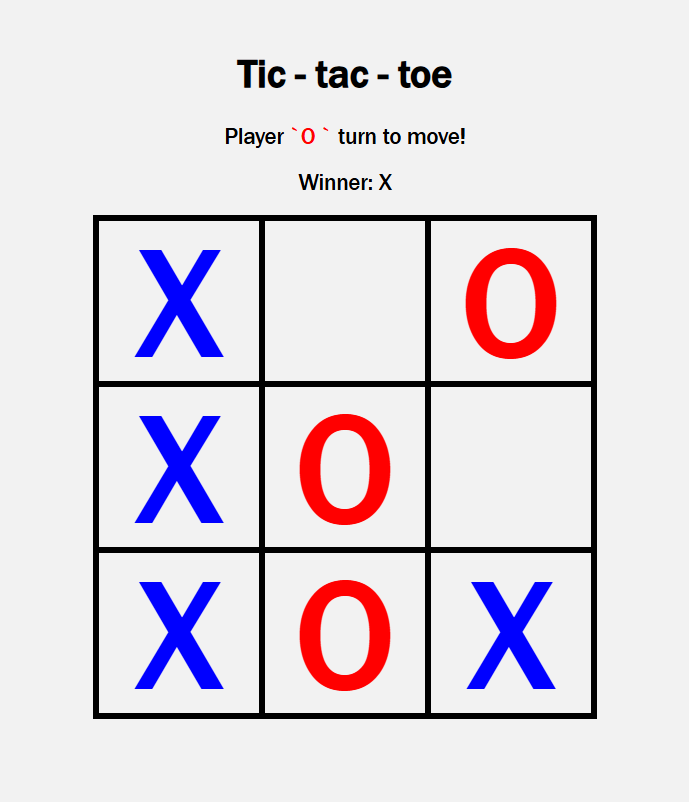 Tic - tac - toe
Player `O ` turn to move!
Winner: X
X O
X O
X O X